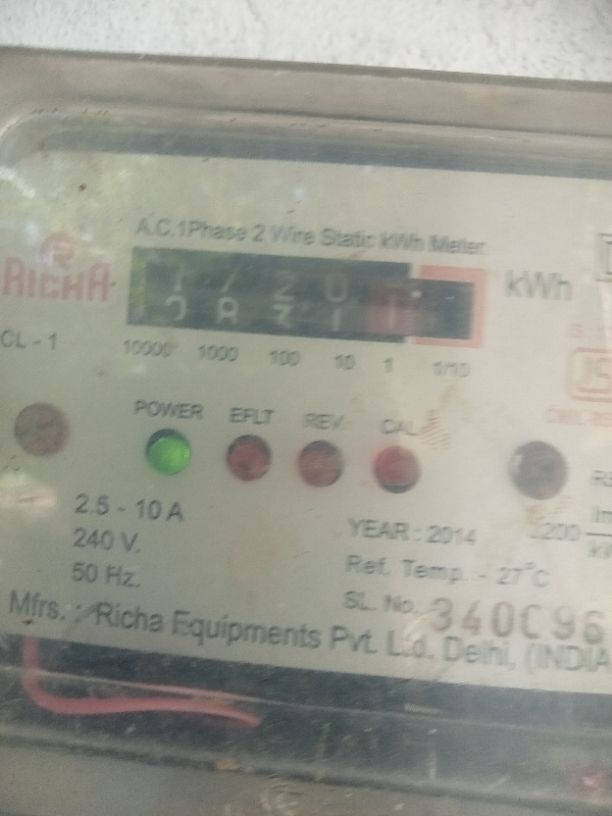 A.C.1Phase 2 Wire Static kWh Meter
RICHA
kWh
CL - 1
10000 1000 100 10 1 1/10
POWER EFLT REV. CAL
2.5 - 10 A
240 V.
50 Hz.
YEAR : 2014
Ref. Temp. - 27°C
SL. No. 340C96
Mfrs. : Richa Equipments Pvt. L.d. Delhi, (INDIA